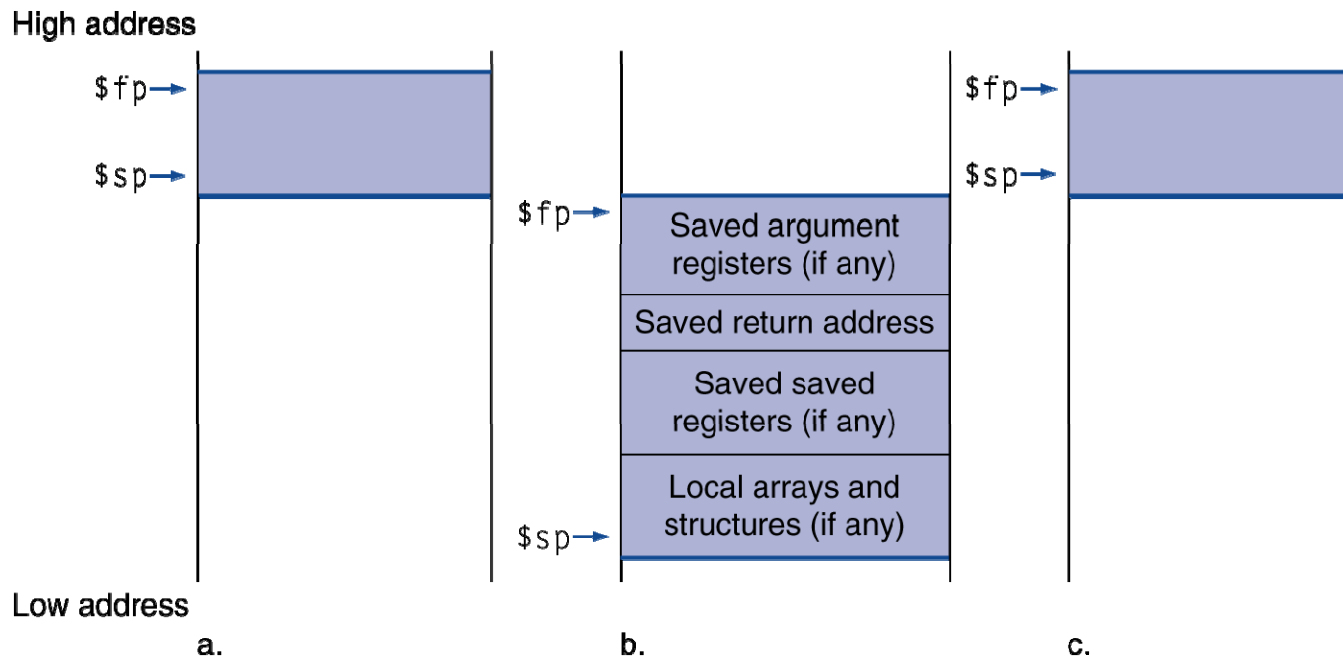 High address
$fp
$sp
$fp
Saved argument
registers (if any)
Saved return address
Saved saved
registers (if any)
Local arrays and
structures (if any)
$sp
$fp
$sp
Low address
a.
b.
c.